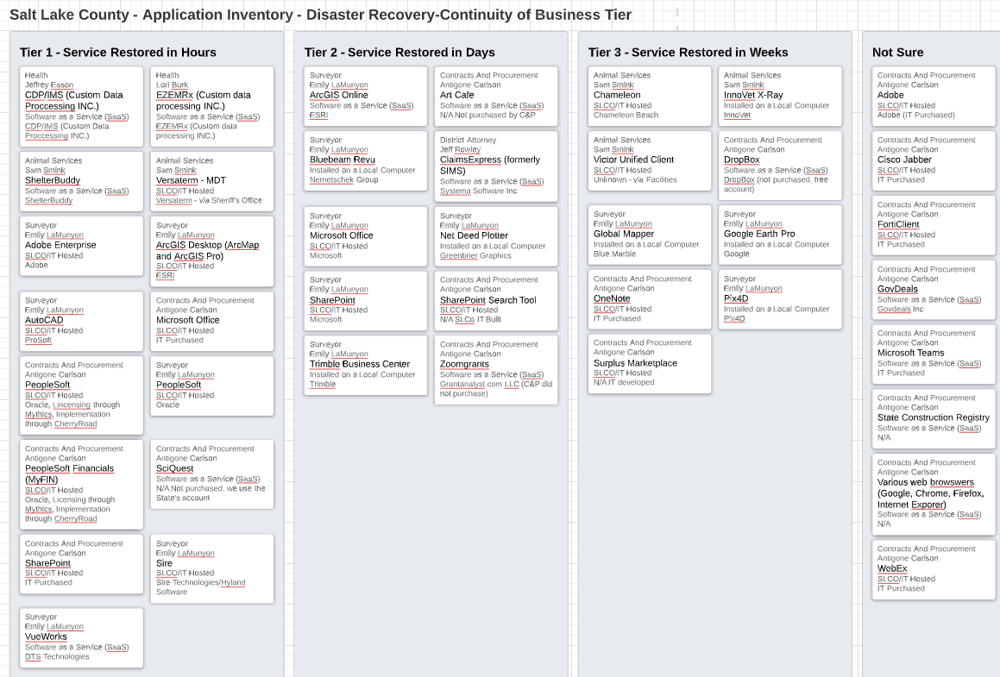 Salt Lake County - Application Inventory - Disaster Recovery-Continuity of Business Tier
Tier 1 - Service Restored in Hours
Health
Jeffrey Eason
CDP/IMS (Custom Data
Proccessing INC.)
Software as a Service (SaaS)
CDP/IMS (Custom Data
Proccessing INC.)
Health
Lori Burk
EZEMRx (Custom data
processing INC.)
Software as a Service (SaaS)
EZEMRx (Custom data
processing INC.)
Animal Services
Sam Smink
ShelterBuddy
Software as a Service (SaaS)
ShelterBuddy
Animal Services
Sam Smink
Versaterm - MDT
SLCO/IT Hosted
Versaterm - via Sheriff's Office
Surveyor
Emily LaMunyon
Adobe Enterprise
SLCO/IT Hosted
Adobe
Surveyor
Emily LaMunyon
ArcGIS Desktop (ArcMap
and ArcGIS Pro)
SLCO/IT Hosted
ESRI
Surveyor
Emily LaMunyon
AutoCAD
SLCO/IT Hosted
ProSoft
Contracts And Procurement
Antigone Carlson
Microsoft Office
SLCO/IT Hosted
IT Purchased
Contracts And Procurement
Antigone Carlson
PeopleSoft
SLCO/IT Hosted
Oracle, Lincensing through
Mythics, Implementation
through CherryRoad
Surveyor
Emily LaMunyon
PeopleSoft
SLCO/IT Hosted
Oracle
Contracts And Procurement
Antigone Carlson
PeopleSoft Financials
(MyFIN)
SLCO/IT Hosted
Oracle, Licensing through
Mythics, Implementation
through CherryRoad
Contracts And Procurement
Antigone Carlson
SciQuest
Software as a Service (SaaS)
N/A Not purchased, we use the
State's account
Contracts And Procurement
Antigone Carlson
SharePoint
SLCO/IT Hosted
IT Purchased
Surveyor
Emily LaMunyon
Sire
SLCO/IT Hosted
Sire Technologies/Hyland
Software
Surveyor
Emily LaMunyon
VueWorks
Software as a Service (SaaS)
DTS Technologies
Tier 2 - Service Restored in Days
Surveyor
Emily LaMunyon
ArcGIS Online
Software as a Service (SaaS)
ESRI
Contracts And Procurement
Antigone Carlson
Art Cafe
Software as a Service (SaaS)
N/A Not purchased by C&P
Surveyor
Emily LaMunyon
Bluebeam Revu
Installed on a Local Computer
Nemetschek Group
District Attorney
Jeff Rowley
ClaimsExpress (formerly
SIMS)
Software as a Service (SaaS)
Systema Software Inc
Surveyor
Emily LaMunyon
Microsoft Office
SLCO/IT Hosted
Microsoft
Surveyor
Emily LaMunyon
Net Deed Plotter
Installed on a Local Computer
Greenbrier Graphics
Surveyor
Emily LaMunyon
SharePoint
SLCO/IT Hosted
Microsoft
Contracts And Procurement
Antigone Carlson
SharePoint Search Tool
SLCO/IT Hosted
N/A SLCo IT Built
Surveyor
Emily LaMunyon
Trimble Business Center
Installed on a Local Computer
Trimble
Contracts And Procurement
Antigone Carlson
Zoomgrants
Software as a Service (SaaS)
Grantanalyst.com LLC (C&P did
not purchase)
Tier 3 - Service Restored in Weeks
Animal Services
Sam Smink
Chameleon
SLCO/IT Hosted
Chameleon Beach
Animal Services
Sam Smink
InnoVet X-Ray
Installed on a Local Computer
InnoVet
Animal Services
Sam Smink
Victor Unified Client
SLCO/IT Hosted
Unknown - via Facilities
Contracts And Procurement
Antigone Carlson
DropBox
Software as a Service (SaaS)
DropBox (not purchased, free
account)
Surveyor
Emily LaMunyon
Global Mapper
Installed on a Local Computer
Blue Marble
Surveyor
Emily LaMunyon
Google Earth Pro
Installed on a Local Computer
Google
Contracts And Procurement
Antigone Carlson
OneNote
SLCO/IT Hosted
IT Purchased
Surveyor
Emily LaMunyon
Pix4D
Installed on a Local Computer
Pix4D
Contracts And Procurement
Antigone Carlson
Surplus Marketplace
SLCO/IT Hosted
N/A IT developed
Not Sure
Contracts And Procurement
Antigone Carlson
Adobe
SLCO/IT Hosted
Adobe (IT Purchased)
Contracts And Procurement
Antigone Carlson
Cisco Jabber
SLCO/IT Hosted
IT Purchased
Contracts And Procurement
Antigone Carlson
FortiClient
SLCO/IT Hosted
IT Purchased
Contracts And Procurement
Antigone Carlson
GovDeals
Software as a Service (SaaS)
Govdeals Inc
Contracts And Procurement
Antigone Carlson
Microsoft Teams
Software as a Service (SaaS)
IT Purchased
Contracts And Procurement
Antigone Carlson
State Construction Registry
Software as a Service (SaaS)
N/A
Contracts And Procurement
Antigone Carlson
Various web browswers
(Google, Chrome, Firefox,
Internet Exporer)
Software as a Service (SaaS)
N/A
Contracts And Procurement
Antigone Carlson
WebEx
SLCO/IT Hosted
IT Purchased